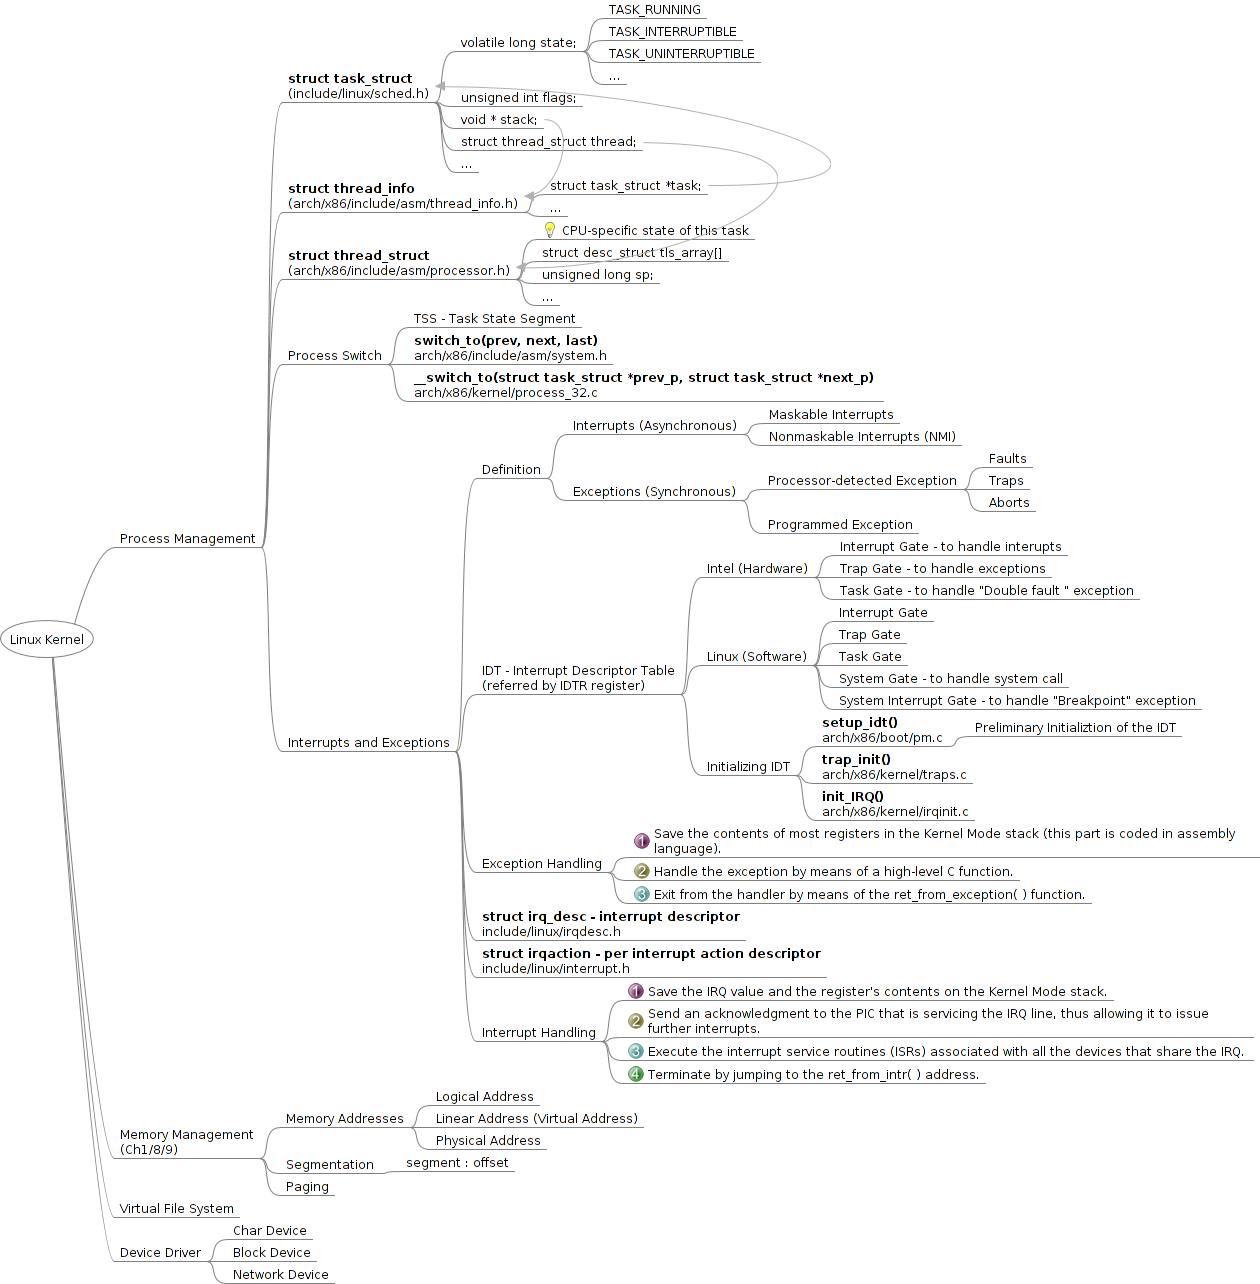 TASK_RUNNING
volatile long state;
TASK_INTERRUPTIBLE
TASK_UNINTERRUPTIBLE
...
struct task_struct
(include/linux/sched.h)
unsigned int flags;
void * stack;
struct thread_struct thread;
...
struct thread_info
(arch/x86/include/asm/thread_info.h)
struct task_struct *task;
...
struct thread_struct
(arch/x86/include/asm/processor.h)
CPU-specific state of this task
struct desc_struct tls_array[]
unsigned long sp;
...
Process Switch
TSS - Task State Segment
switch_to(prev, next, last)
arch/x86/include/asm/system.h
__switch_to(struct task_struct *prev_p, struct task_struct *next_p)
arch/x86/kernel/process_32.c
Process Management
Linux Kernel
Interrupts and Exceptions
Definition
Interrupts (Asynchronous)
Maskable Interrupts
Nonmaskable Interrupts (NMI)
Exceptions (Synchronous)
Processor-detected Exception
Faults
Traps
Aborts
Programmed Exception
IDT - Interrupt Descriptor Table
(referred by IDTR register)
Intel (Hardware)
Interrupt Gate - to handle interupts
Trap Gate - to handle exceptions
Task Gate - to handle "Double fault " exception
Linux (Software)
Interrupt Gate
Trap Gate
Task Gate
System Gate - to handle system call
System Interrupt Gate - to handle "Breakpoint" exception
Initializing IDT
setup_idt()
arch/x86/boot/pm.c
Preliminary Initializtion of the IDT
trap_init()
arch/x86/kernel/traps.c
init_IRQ()
arch/x86/kernel/irqinit.c
Exception Handling
1 Save the contents of most registers in the Kernel Mode stack (this part is coded in assembly
language).
2 Handle the exception by means of a high-level C function.
3 Exit from the handler by means of the ret_from_exception( ) function.
struct irq_desc - interrupt descriptor
include/linux/irqdesc.h
struct irqaction - per interrupt action descriptor
include/linux/interrupt.h
Interrupt Handling
1 Save the IRQ value and the register's contents on the Kernel Mode stack.
2 Send an acknowledgment to the PIC that is servicing the IRQ line, thus allowing it to issue
further interrupts.
3 Execute the interrupt service routines (ISRs) associated with all the devices that share the IRQ.
4 Terminate by jumping to the ret_from_intr( ) address.
Memory Management
(Ch1/8/9)
Memory Addresses
Logical Address
Linear Address (Virtual Address)
Physical Address
Segmentation
segment : offset
Paging
Virtual File System
Device Driver
Char Device
Block Device
Network Device